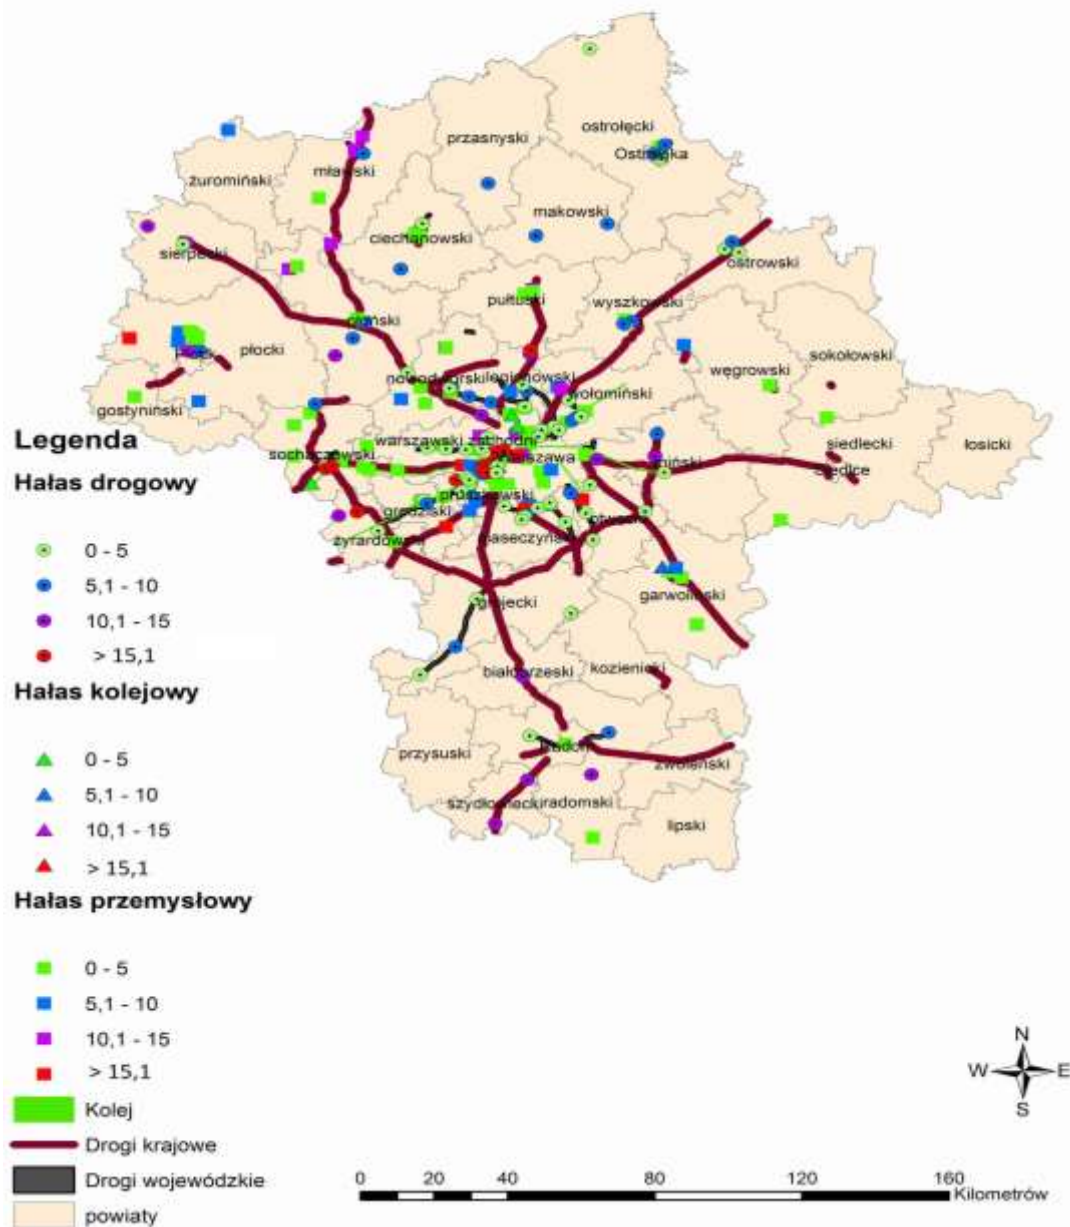 ostrołęcki
przasnyski
Ostrołęka
mławski
żuromiński
makowski
ciechanowski
sierpecki
ostrowski
pułtuski
wyszkowski
płoński
sokołowski
płocki
Płock
węgrowski
nowodworski
legionowski
wołomiński
gostyniński
Legenda
warszawski zachodni
siedlecki
łosicki
sochaczewski
Warszawa
miński
Siedlce
Hałas drogowy
pruszkowski
grodziski
otwocki
żyrardowski
piaseczyński
0 - 5
5,1 - 10
garwoliński
grójecki
10,1 - 15
> 15,1
białobrzeski
kozienicki
Hałas kolejowy
przysuski
Radom
zwoleński
0 - 5
5,1 - 10
szydłowiecki
radomski
10,1 - 15
lipski
> 15,1
Hałas przemysłowy
0 - 5
5,1 - 10
10,1 - 15
> 15,1
N
W
E
S
Kolej
Drogi krajowe
Drogi wojewódzkie
0 20 40 80 120 160
Kilometrów
powiaty